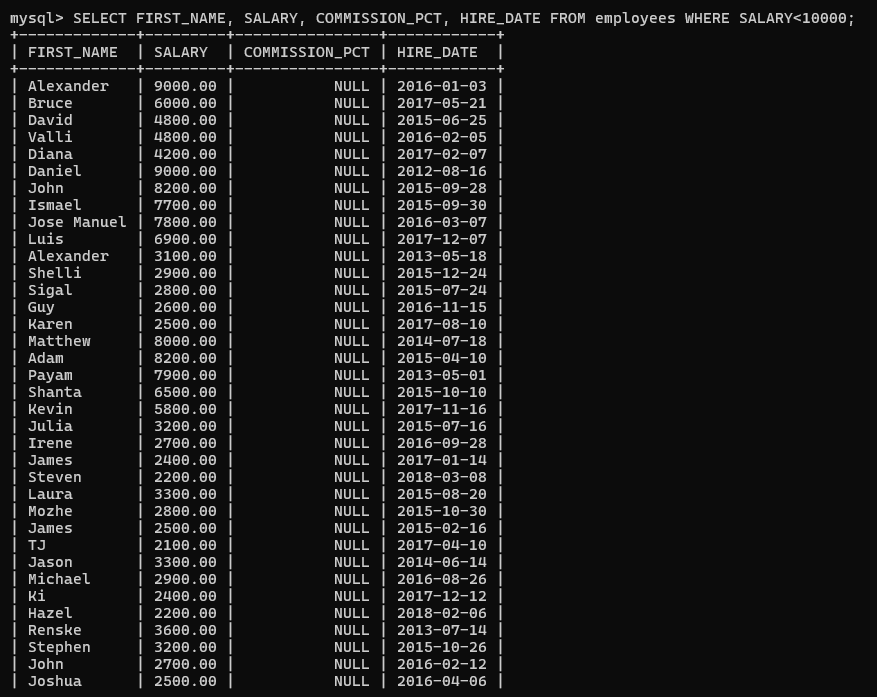 mysql> SELECT FIRST_NAME, SALARY, COMMISSION_PCT, HIRE_DATE FROM employees WHERE SALARY<10000;
+-------------+---------+----------------+------------+
| FIRST_NAME  | SALARY  | COMMISSION_PCT | HIRE_DATE  |
+-------------+---------+----------------+------------+
| Alexander   | 9000.00 |           NULL | 2016-01-03 |
| Bruce       | 6000.00 |           NULL | 2017-05-21 |
| David       | 4800.00 |           NULL | 2015-06-25 |
| Valli       | 4800.00 |           NULL | 2016-02-05 |
| Diana       | 4200.00 |           NULL | 2017-02-07 |
| Daniel      | 9000.00 |           NULL | 2012-08-16 |
| John        | 8200.00 |           NULL | 2015-09-28 |
| Ismael      | 7700.00 |           NULL | 2015-09-30 |
| Jose Manuel | 7800.00 |           NULL | 2016-03-07 |
| Luis        | 6900.00 |           NULL | 2017-12-07 |
| Alexander   | 3100.00 |           NULL | 2013-05-18 |
| Shelli      | 2900.00 |           NULL | 2015-12-24 |
| Sigal       | 2800.00 |           NULL | 2015-07-24 |
| Guy         | 2600.00 |           NULL | 2016-11-15 |
| Karen       | 2500.00 |           NULL | 2017-08-10 |
| Matthew     | 8000.00 |           NULL | 2014-07-18 |
| Adam        | 8200.00 |           NULL | 2015-04-10 |
| Payam       | 7900.00 |           NULL | 2013-05-01 |
| Shanta      | 6500.00 |           NULL | 2015-10-10 |
| Kevin       | 5800.00 |           NULL | 2017-11-16 |
| Julia       | 3200.00 |           NULL | 2015-07-16 |
| Irene       | 2700.00 |           NULL | 2016-09-28 |
| James       | 2400.00 |           NULL | 2017-01-14 |
| Steven      | 2200.00 |           NULL | 2018-03-08 |
| Laura       | 3300.00 |           NULL | 2015-08-20 |
| Mozhe       | 2800.00 |           NULL | 2015-10-30 |
| James       | 2500.00 |           NULL | 2015-02-16 |
| TJ          | 2100.00 |           NULL | 2017-04-10 |
| Jason       | 3300.00 |           NULL | 2014-06-14 |
| Michael     | 2900.00 |           NULL | 2016-08-26 |
| Ki          | 2400.00 |           NULL | 2017-12-12 |
| Hazel       | 2200.00 |           NULL | 2018-02-06 |
| Renske      | 3600.00 |           NULL | 2013-07-14 |
| Stephen     | 3200.00 |           NULL | 2015-10-26 |
| John        | 2700.00 |           NULL | 2016-02-12 |
| Joshua      | 2500.00 |           NULL | 2016-04-06 |